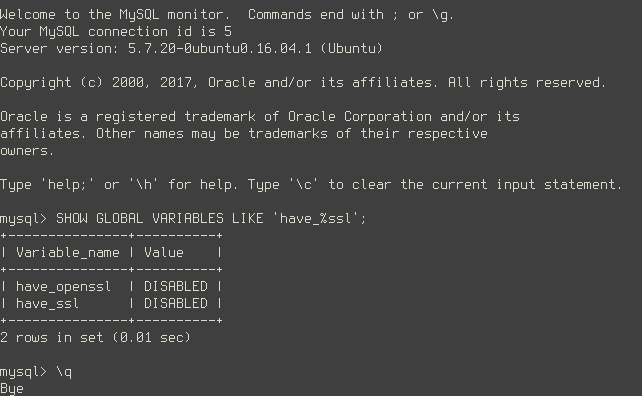 Welcome to the MySQL monitor.  Commands end with ; or \g.
Your MySQL connection id is 5
Server version: 5.7.20-0ubuntu0.16.04.1 (Ubuntu)

Copyright (c) 2000, 2017, Oracle and/or its affiliates. All rights reserved.

Oracle is a registered trademark of Oracle Corporation and/or its
affiliates. Other names may be trademarks of their respective
owners.

Type 'help;' or '\h' for help. Type '\c' to clear the current input statement.

mysql> SHOW GLOBAL VARIABLES LIKE 'have_%ssl';
+---------------+----------+
| Variable_name | Value    |
+---------------+----------+
| have_openssl  | DISABLED |
| have_ssl      | DISABLED |
+---------------+----------+
2 rows in set (0.01 sec)

mysql> \q
Bye